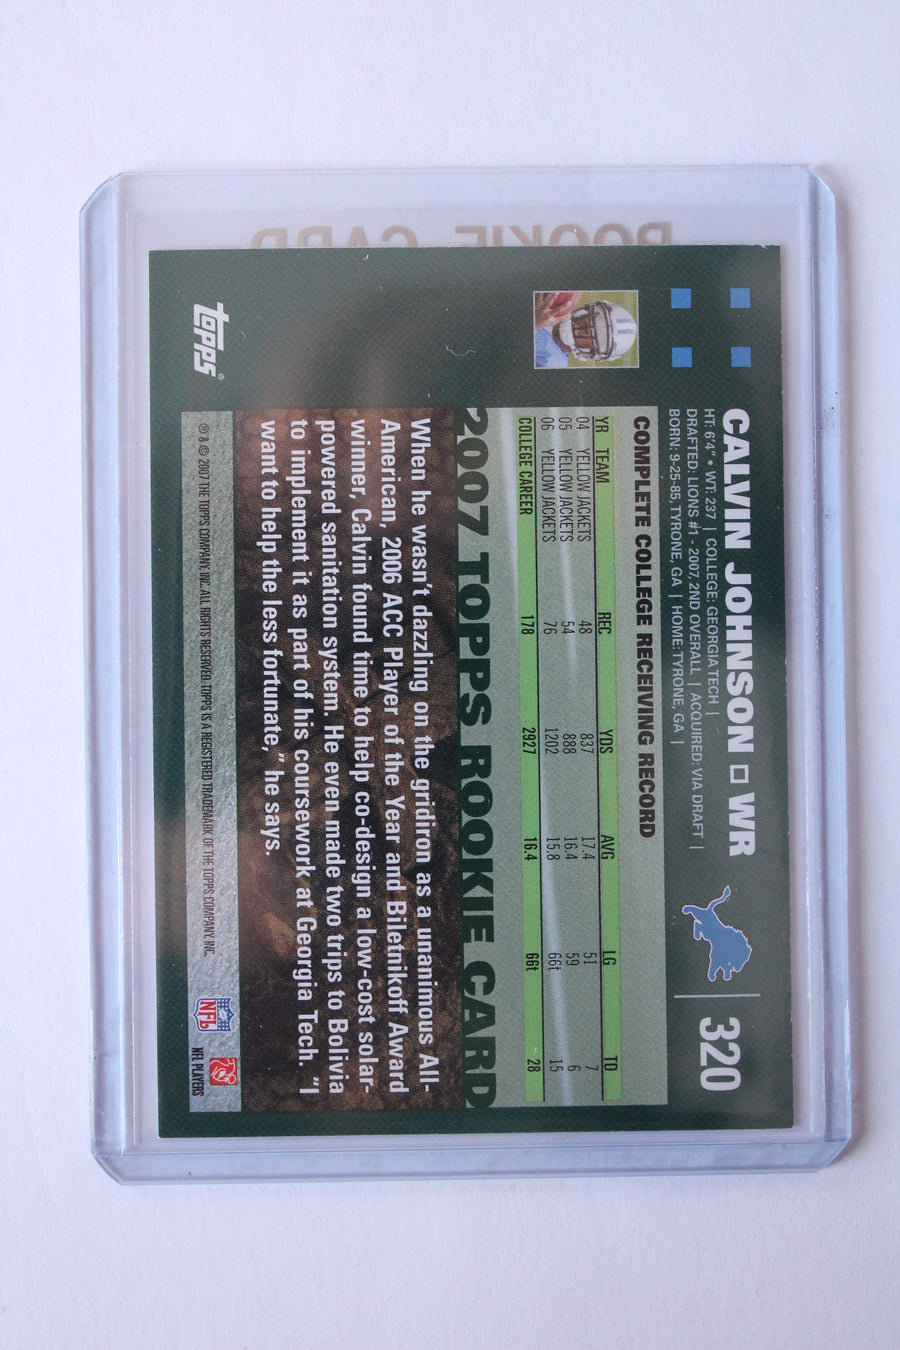 ROOKIE CARD
CALVIN JOHNSON □ WR
320
HT: 6'4" • WT: 237 | COLLEGE: GEORGIA TECH |
DRAFTED: LIONS #1 - 2007, 2ND OVERALL | ACQUIRED: VIA DRAFT |
BORN: 9-25-85, TYRONE, GA | HOME: TYRONE, GA |
COMPLETE COLLEGE RECEIVING RECORD
YR TEAM REC YDS AVG LG TD
04 YELLOW JACKETS 48 837 17.4 51 7
05 YELLOW JACKETS 54 888 16.4 59 6
06 YELLOW JACKETS 76 1202 15.8 66t 15
COLLEGE CAREER 178 2927 16.4 66t 28
2007 TOPPS ROOKIE CARD
When he wasn't dazzling on the gridiron as a unanimous All-
American, 2006 ACC Player of the Year and Biletnikoff Award
winner, Calvin found time to help co-design a low-cost solar-
powered sanitation system. He even made two trips to Bolivia
to implement it as part of his coursework at Georgia Tech. "I
want to help the less fortunate," he says.
topps®
® & © 2007 THE TOPPS COMPANY, INC. ALL RIGHTS RESERVED. TOPPS IS A REGISTERED TRADEMARK OF THE TOPPS COMPANY, INC.
NFL
NFL PLAYERS